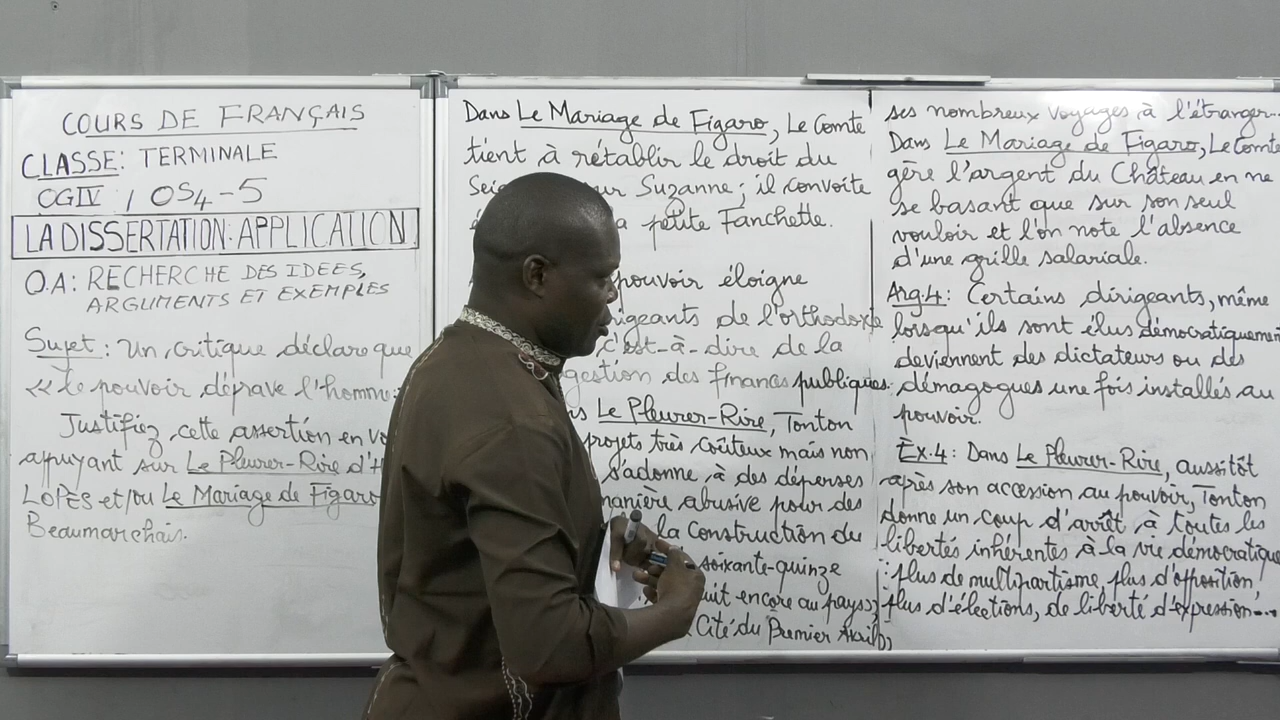 COURS DE FRANÇAIS
CLASSE: TERMINALE
OGIV / OS4-5
LA DISSERTATION: APPLICATION
O.A: RECHERCHE DES IDEES,
ARGUMENTS ET EXEMPLES
Sujet: Un critique déclare que
<< Le pouvoir déprave l'homme:
Justifiez cette assertion en
appuyant sur Le Pleurer-Rire
LOPÈS et/ou Le Mariage de Figaro
Beaumarchais.
Dans Le Mariage de Figaro, Le Comte
tient à rétablir le droit du
Suzanne; il convoite
petite Fanchette.
pouvoir éloigne
de l'orthodoxie
c'est-à-dire de la
gestion des finances publiques.
Le Pleurer-Rire, Tonton
projets très coûteux mais non
s'adonne à des dépenses
manière abusive pour des
la Construction du
soixante-quinze
encore au pays;
Cité du Premier Avril);
ses nombreux voyages à l'étranger...
Dans Le Mariage de Figaro, Le Comte
gère l'argent du Château en ne
se basant que sur son seul
vouloir et l'on note l'absence
d'une grille salariale.
Arg.4: Certains dirigeants, même
lorsqu'ils sont élus démocratiquemen
deviennent des dictateurs ou des
démagogues une fois installés au
pouvoir.
Ex.4: Dans Le Pleurer-Rire, aussitôt
après son accession au pouvoir, Tonton
donne un coup d'arrêt à toutes les
libertés inhérentes à la vie démocratique
: plus de multipartisme, plus d'opposition,
plus d'élections, de liberté d'expression...